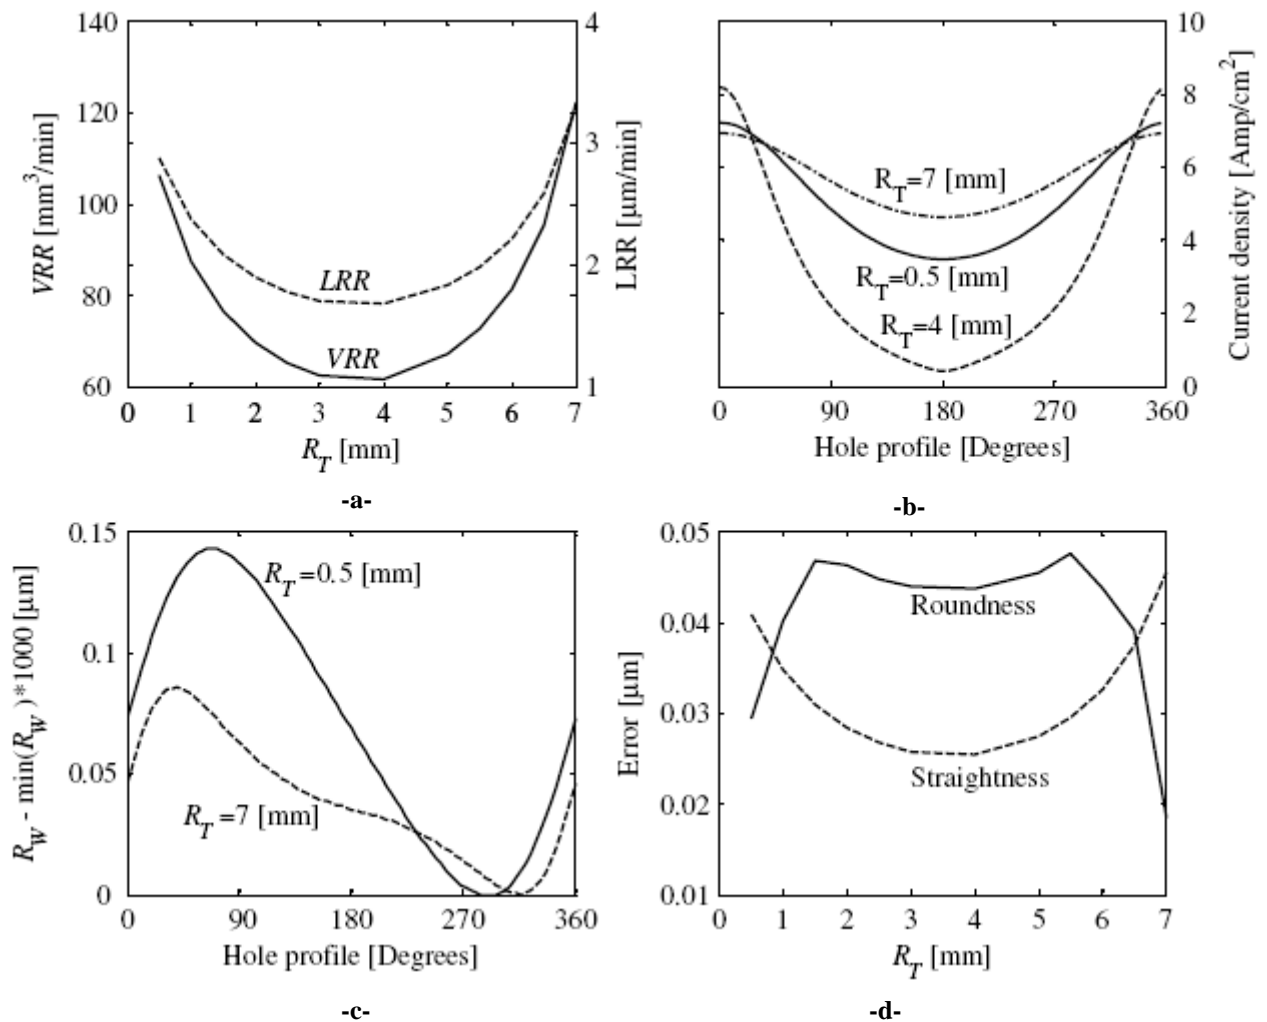 140
120
100
80
60
VRR [mm3/min]
4
3
2
1
LRR [µm/min]
LRR
VRR
0 1 2 3 4 5 6 7
RT [mm]
-a-
10
8
6
4
2
0
Current density [Amp/cm2]
RT=7 [mm]
RT=0.5 [mm]
RT=4 [mm]
0 90 180 270 360
Hole profile [Degrees]
-b-
0.15
0.1
0.05
0
RW - min(RW)*1000 [µm]
RT=0.5 [mm]
RT=7 [mm]
0 90 180 270 360
Hole profile [Degrees]
-c-
0.05
0.04
0.03
0.02
0.01
Error [µm]
Roundness
Straightness
0 1 2 3 4 5 6 7
RT [mm]
-d-